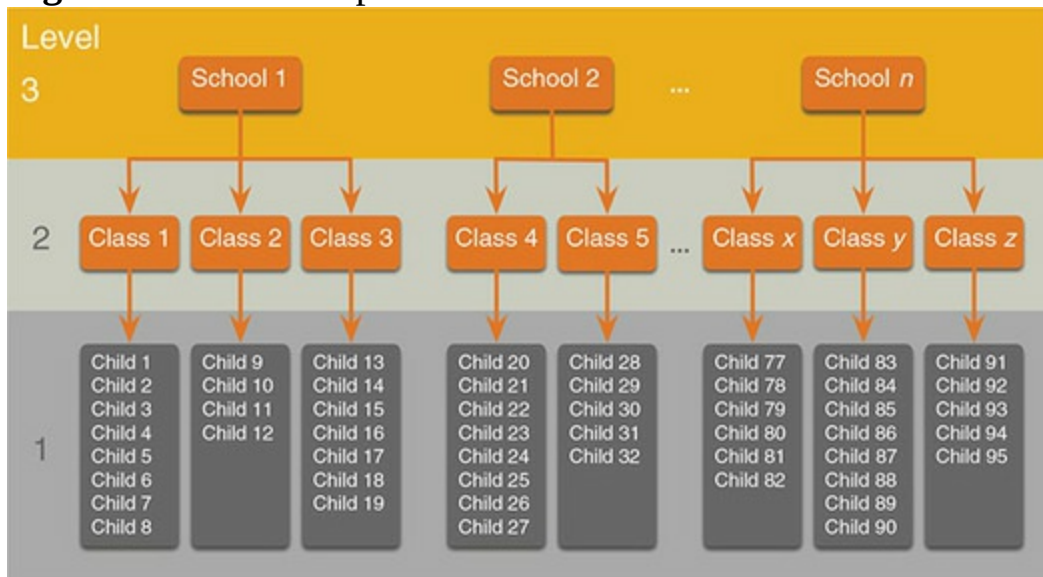 Level
3
School 1
School 2
...
School n
2
Class 1
Class 2
Class 3
Class 4
Class 5
...
Class x
Class y
Class z
1
Child 1
Child 2
Child 3
Child 4
Child 5
Child 6
Child 7
Child 8
Child 9
Child 10
Child 11
Child 12
Child 13
Child 14
Child 15
Child 16
Child 17
Child 18
Child 19
Child 20
Child 21
Child 22
Child 23
Child 24
Child 25
Child 26
Child 27
Child 28
Child 29
Child 30
Child 31
Child 32
Child 77
Child 78
Child 79
Child 80
Child 81
Child 82
Child 83
Child 84
Child 85
Child 86
Child 87
Child 88
Child 89
Child 90
Child 91
Child 92
Child 93
Child 94
Child 95